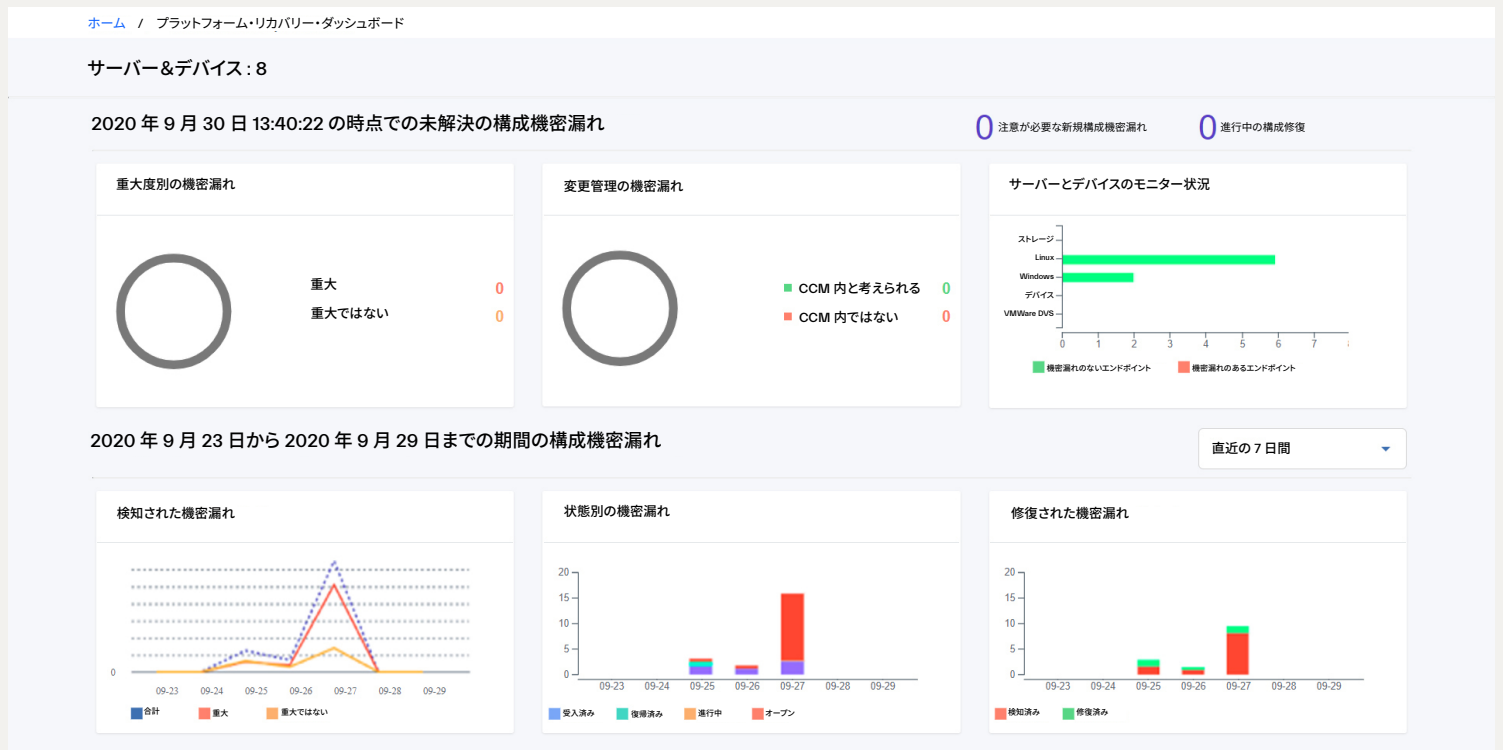 ホーム / プラットフォーム・リカバリー・ダッシュボード
サーバー&デバイス : 8
2020 年 9 月 30 日 13:40:22 の時点での未解決の構成機密漏れ
0 注意が必要な新規構成機密漏れ
0 進行中の構成修復
重大度別の機密漏れ
重大 0
重大ではない 0
変更管理の機密漏れ
CCM 内と考えられる 0
CCM 内ではない 0
サーバーとデバイスのモニター状況
ストレージ
Linux
Windows
デバイス
VMWare DVS
0 1 2 3 4 5 6 7
機密漏れのないエンドポイント 機密漏れのあるエンドポイント
2020 年 9 月 23 日から 2020 年 9 月 29 日までの期間の構成機密漏れ
直近の 7 日間
検知された機密漏れ
0
09-23 09-24 09-25 09-26 09-27 09-28 09-29
合計 重大 重大ではない
状態別の機密漏れ
20
15
10
5
0
09-23 09-24 09-25 09-26 09-27 09-28 09-29
受入済み 復帰済み 進行中 オープン
修復された機密漏れ
20
15
10
5
0
09-23 09-24 09-25 09-26 09-27 09-28 09-29
検知済み 修復済み